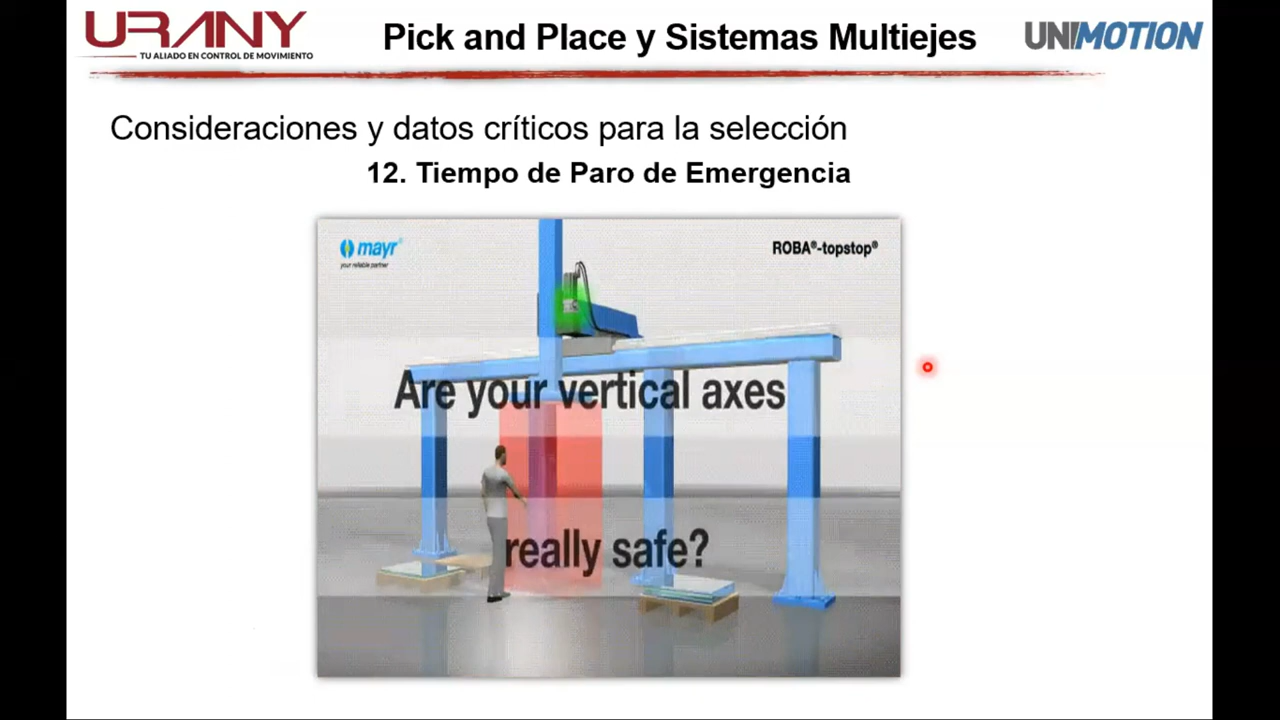 URANY
TU ALIADO EN CONTROL DE MOVIMIENTO
Pick and Place y Sistemas Multiejes
UNIMOTION
Consideraciones y datos críticos para la selección
12. Tiempo de Paro de Emergencia
mayr®
your reliable partner
ROBA®-topstop®
Are your vertical axes
really safe?